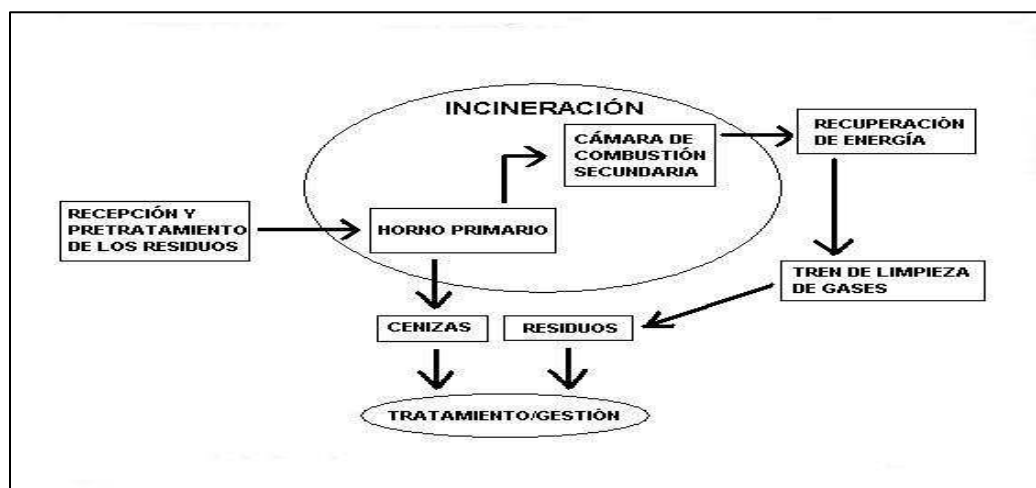 INCINERACIÓN
CÁMARA DE
COMBUSTIÓN
SECUNDARIA
RECUPERACIÓN
DE ENERGÍA
RECEPCIÓN Y
PRETRATAMIENTO
DE LOS RESIDUOS
HORNO PRIMARIO
TREN DE LIMPIEZA
DE GASES
CENIZAS
RESIDUOS
TRATAMIENTO/GESTIÓN